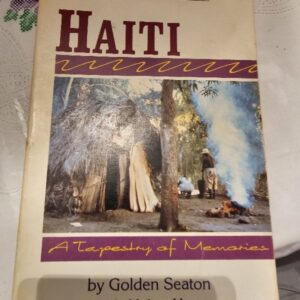 HAITI
A Tapestry of Memories
by Golden Seaton